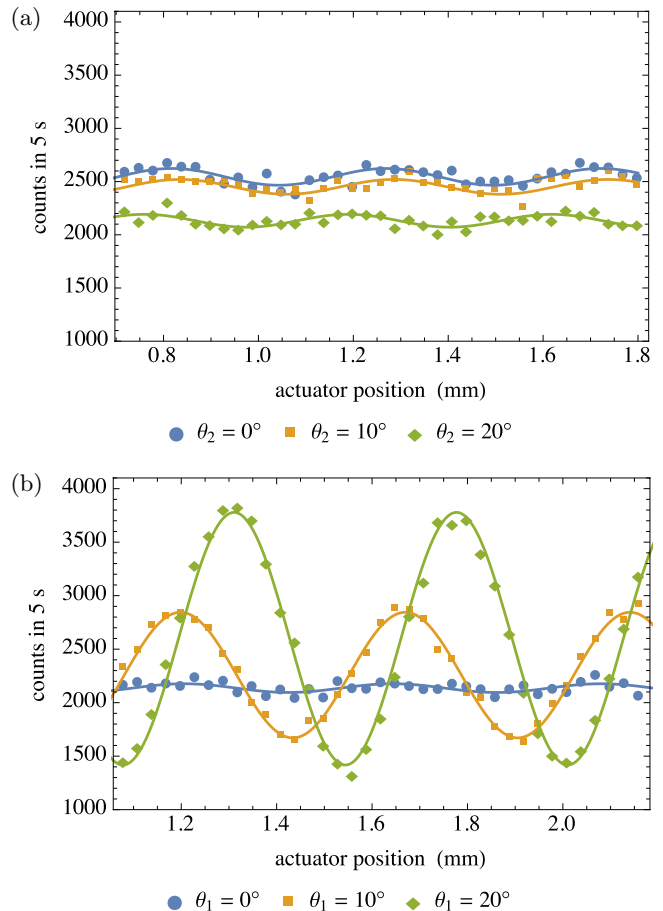 (a)
4000
3500
3000
2500
2000
1500
1000
counts in 5 s
0.8 1.0 1.2 1.4 1.6 1.8
actuator position (mm)
θ₂ = 0° θ₂ = 10° θ₂ = 20°
(b)
4000
3500
3000
2500
2000
1500
1000
counts in 5 s
1.2 1.4 1.6 1.8 2.0
actuator position (mm)
θ₁ = 0° θ₁ = 10° θ₁ = 20°